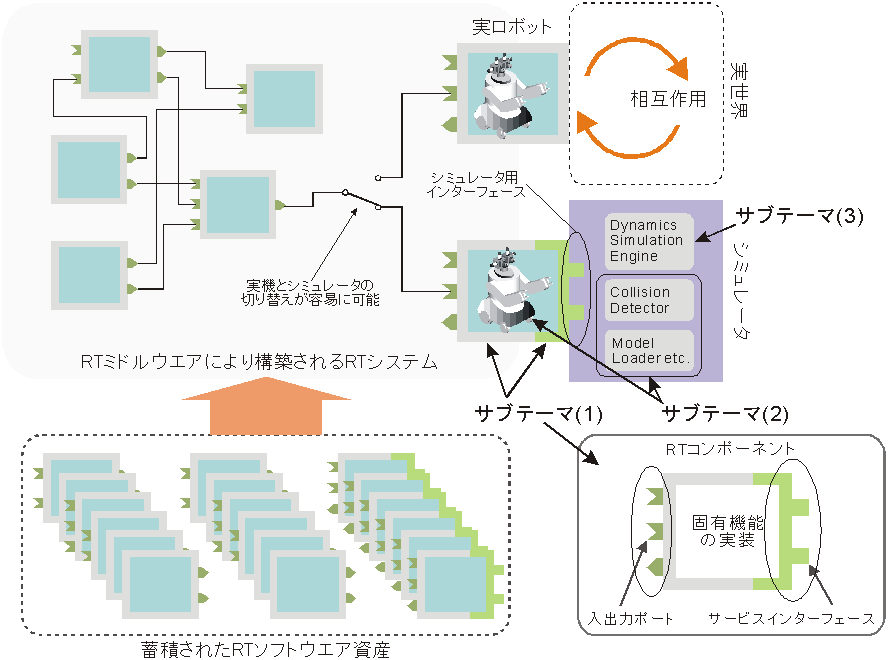 実ロボット
相互作用
実世界
シミュレータ用
インターフェース
Dynamics
Simulation
Engine
サブテーマ(3)
シミュレータ
Collision
Detector
Model
Loader etc.
実機とシミュレータの
切り替えが容易に可能
RTミドルウエアにより構築されるRTシステム
サブテーマ(1)
サブテーマ(2)
RTコンポーネント
固有機能
の実装
入出力ポート
サービスインターフェース
蓄積されたRTソフトウエア資産